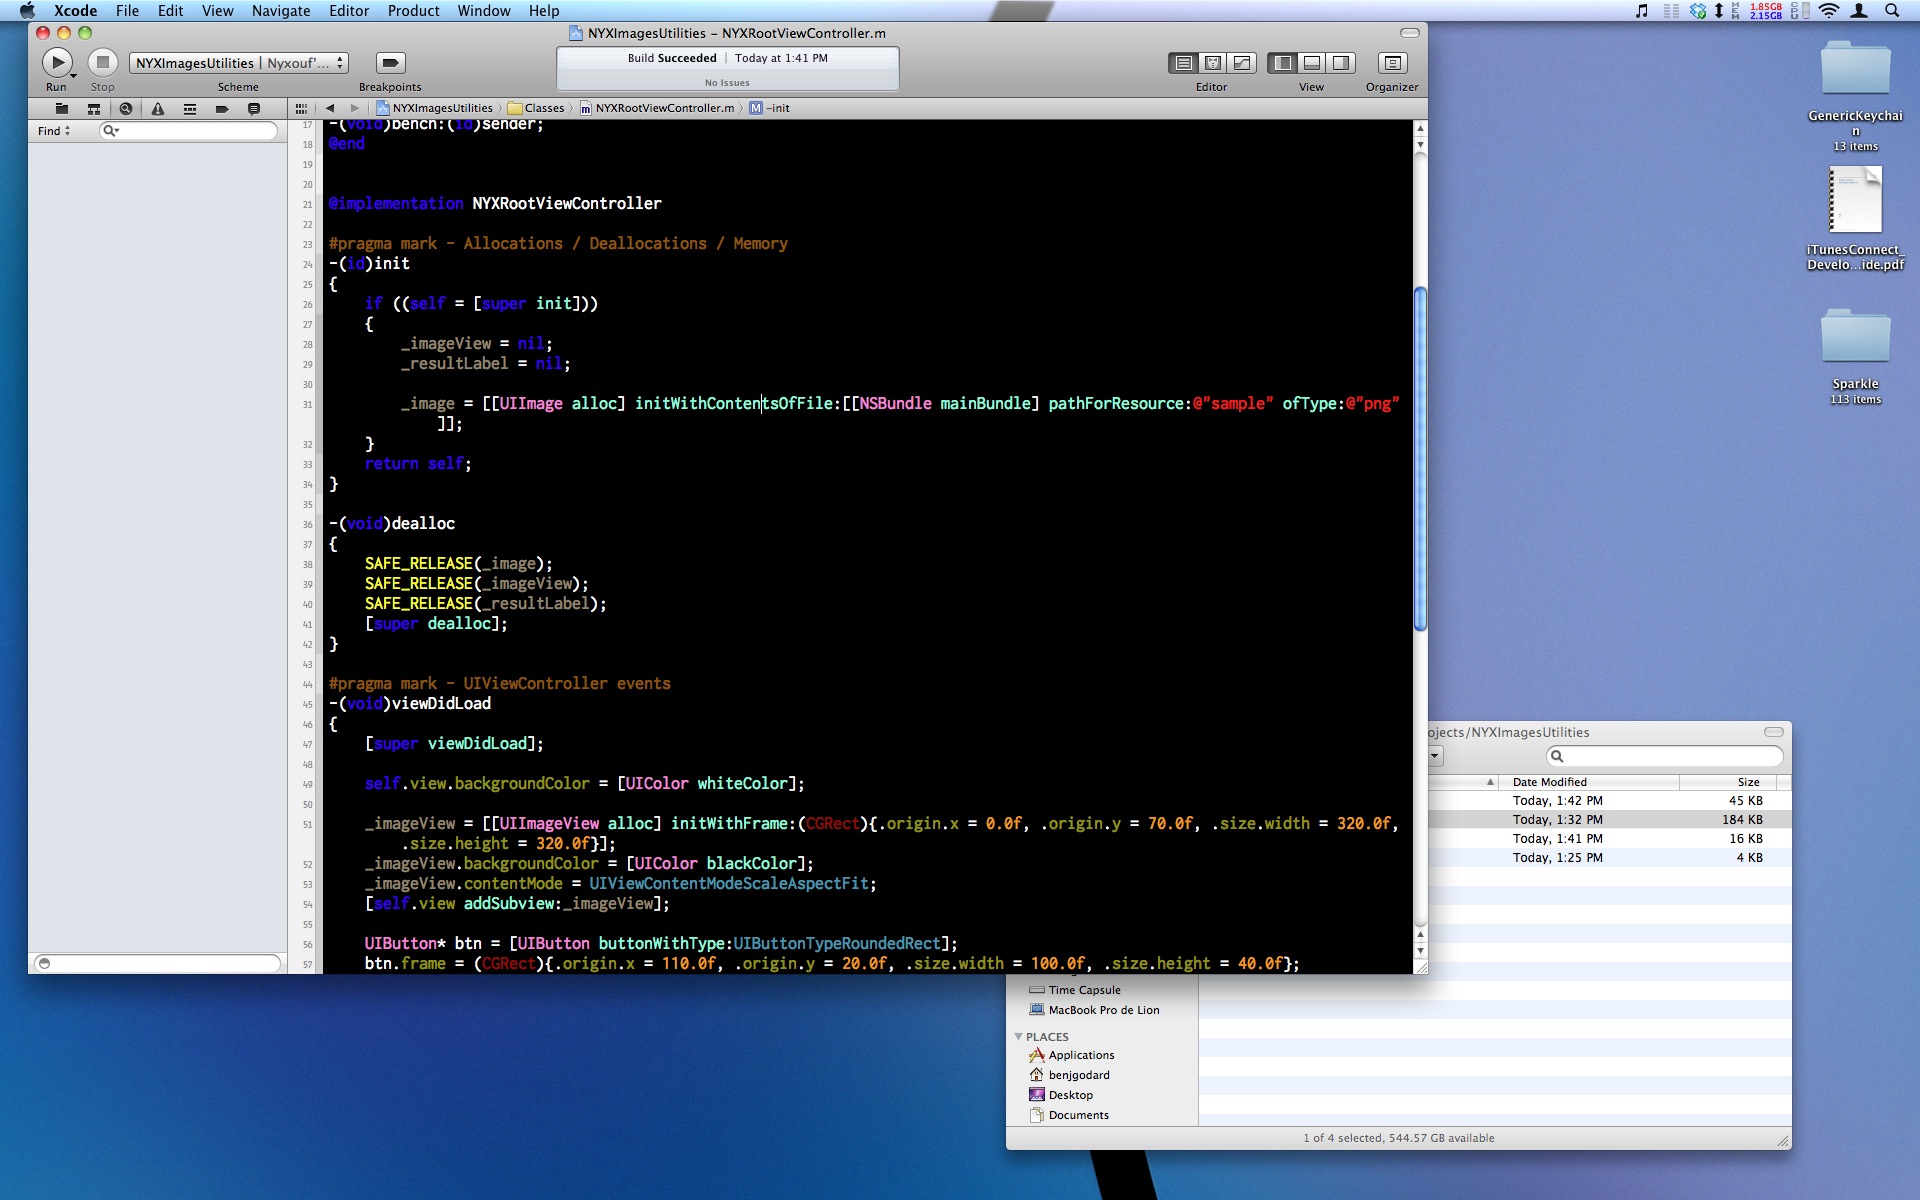 Xcode File Edit View Navigate Editor Product Window Help
1.85GB
2.15GB
NYXImagesUtilities – NYXRootViewController.m
NYXImagesUtilities | Nyxouf'...
Build Succeeded | Today at 1:41 PM
No Issues
Run Stop Scheme Breakpoints Editor View Organizer
NYXImagesUtilities Classes NYXRootViewController.m M -init
Find
17 -(void)bench:(id)sender;
18 @end
19
20
21 @implementation NYXRootViewController
22
23 #pragma mark - Allocations / Deallocations / Memory
24 -(id)init
25 {
26 if ((self = [super init]))
27 {
28 _imageView = nil;
29 _resultLabel = nil;
30
31 _image = [[UIImage alloc] initWithContentsOfFile:[[NSBundle mainBundle] pathForResource:@"sample" ofType:@"png"
]];
32 }
33 return self;
34 }
35
36 -(void)dealloc
37 {
38 SAFE_RELEASE(_image);
39 SAFE_RELEASE(_imageView);
40 SAFE_RELEASE(_resultLabel);
41 [super dealloc];
42 }
43
44 #pragma mark - UIViewController events
45 -(void)viewDidLoad
46 {
47 [super viewDidLoad];
48
49 self.view.backgroundColor = [UIColor whiteColor];
50
51 _imageView = [[UIImageView alloc] initWithFrame:(CGRect){.origin.x = 0.0f, .origin.y = 70.0f, .size.width = 320.0f,
.size.height = 320.0f}];
52 _imageView.backgroundColor = [UIColor blackColor];
53 _imageView.contentMode = UIViewContentModeScaleAspectFit;
54 [self.view addSubview:_imageView];
55
56 UIButton* btn = [UIButton buttonWithType:UIButtonTypeRoundedRect];
57 btn.frame = (CGRect){.origin.x = 110.0f, .origin.y = 20.0f, .size.width = 100.0f, .size.height = 40.0f};
GenericKeychai
n
13 items
iTunesConnect_
Develo...ide.pdf
Sparkle
113 items
ojects/NYXImagesUtilities
Date Modified Size
Today, 1:42 PM 45 KB
Today, 1:32 PM 184 KB
Today, 1:41 PM 16 KB
Today, 1:25 PM 4 KB
Time Capsule
MacBook Pro de Lion
PLACES
Applications
benjgodard
Desktop
Documents
1 of 4 selected, 544.57 GB available